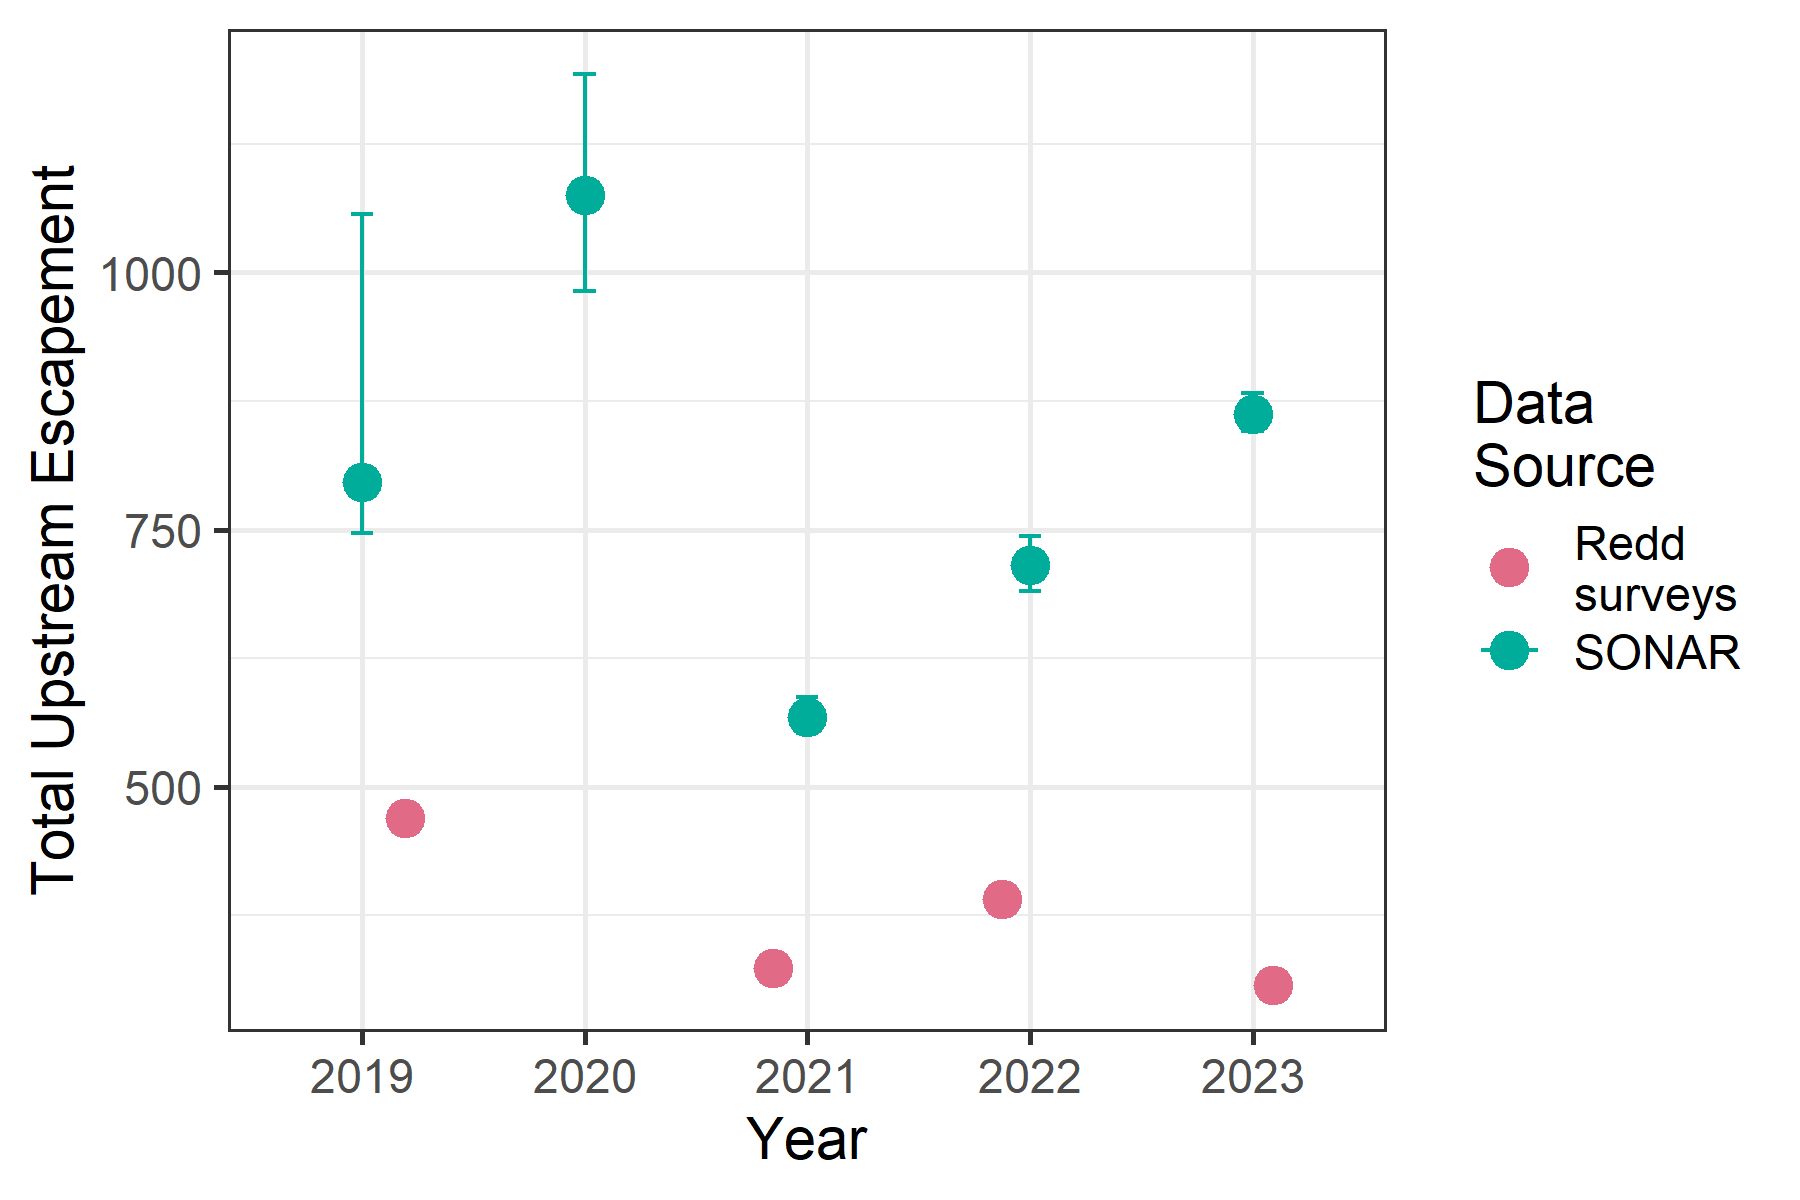 Total Upstream Escapement
1000
750
500
2019
2020
2021
2022
2023
Year
Data
Source
Redd
surveys
SONAR